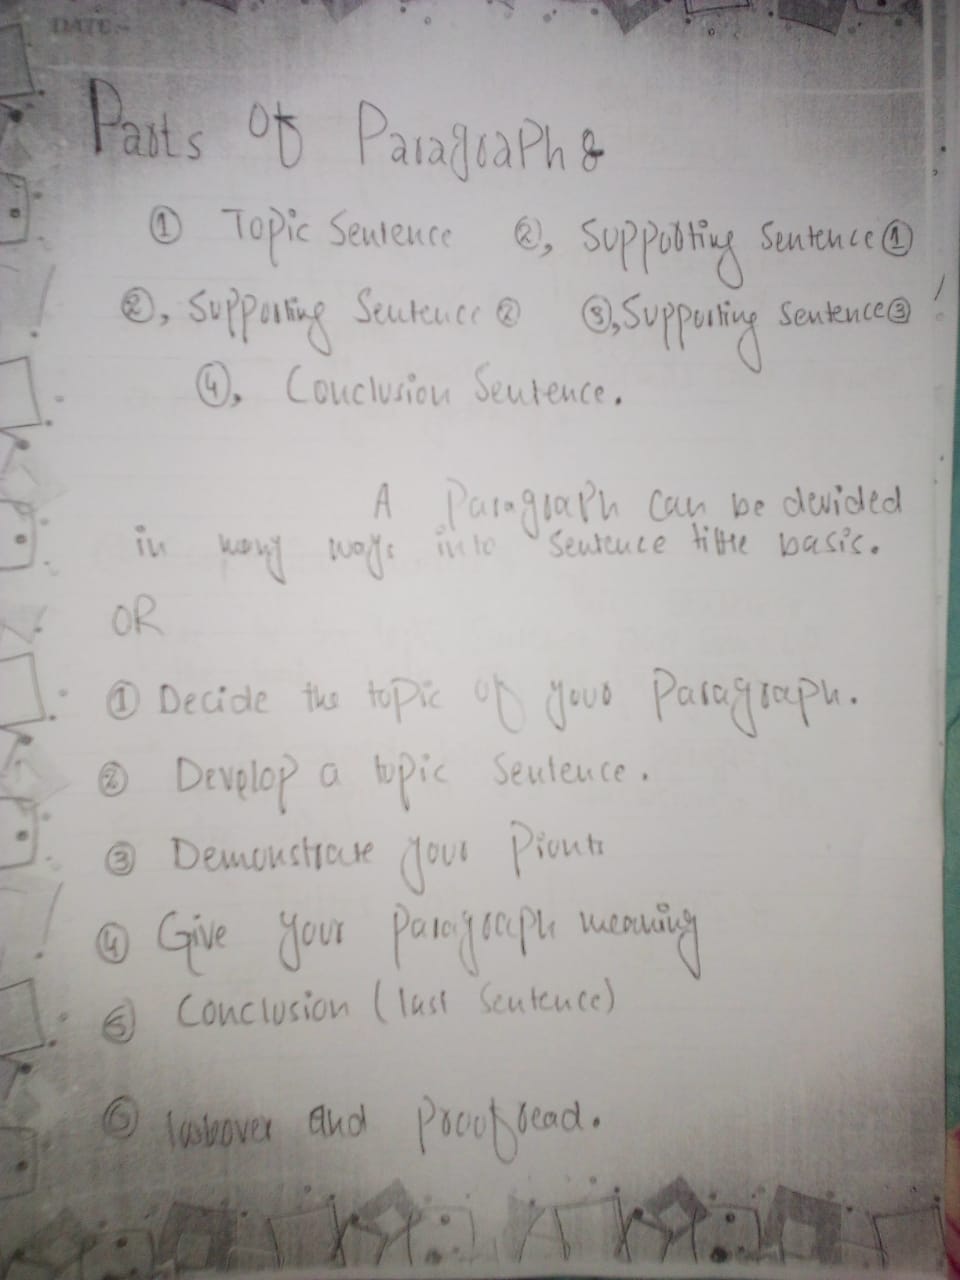 DATE:-
Parts of Paragraph :-
① Topic Sentence ②, Supporting Sentence ①
②, Supporting Sentence ② ③, Supporting Sentence ③
④, Conclusion Sentence.
A Paragraph can be devided
in many ways into Sentence basis.
OR
① Decide the topic of your Paragraph.
② Develop a topic Sentence.
③ Demonstrate your Pionts
④ Give your Paragraph meaning
⑤ Conclusion (last Sentence)
⑥ and Proofread.